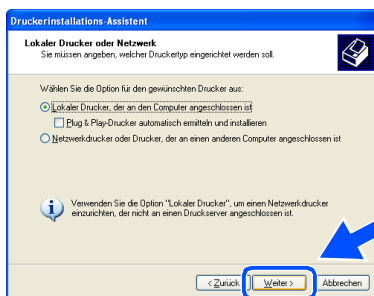 Druckerinstallations-Assistent
Lokaler Drucker oder Netzwerk
Sie müssen angeben, welcher Druckertyp eingerichtet werden soll.
Wählen Sie die Option für den gewünschten Drucker aus:
Lokaler Drucker, der an den Computer angeschlossen ist
Plug & Play-Drucker automatisch ermitteln und installieren
Netzwerkdrucker oder Drucker, der an einen anderen Computer angeschlossen ist
Verwenden Sie die Option "Lokaler Drucker", um einen Netzwerkdrucker
einzurichten, der nicht an einen Druckserver angeschlossen ist.
< Zurück Weiter > Abbrechen